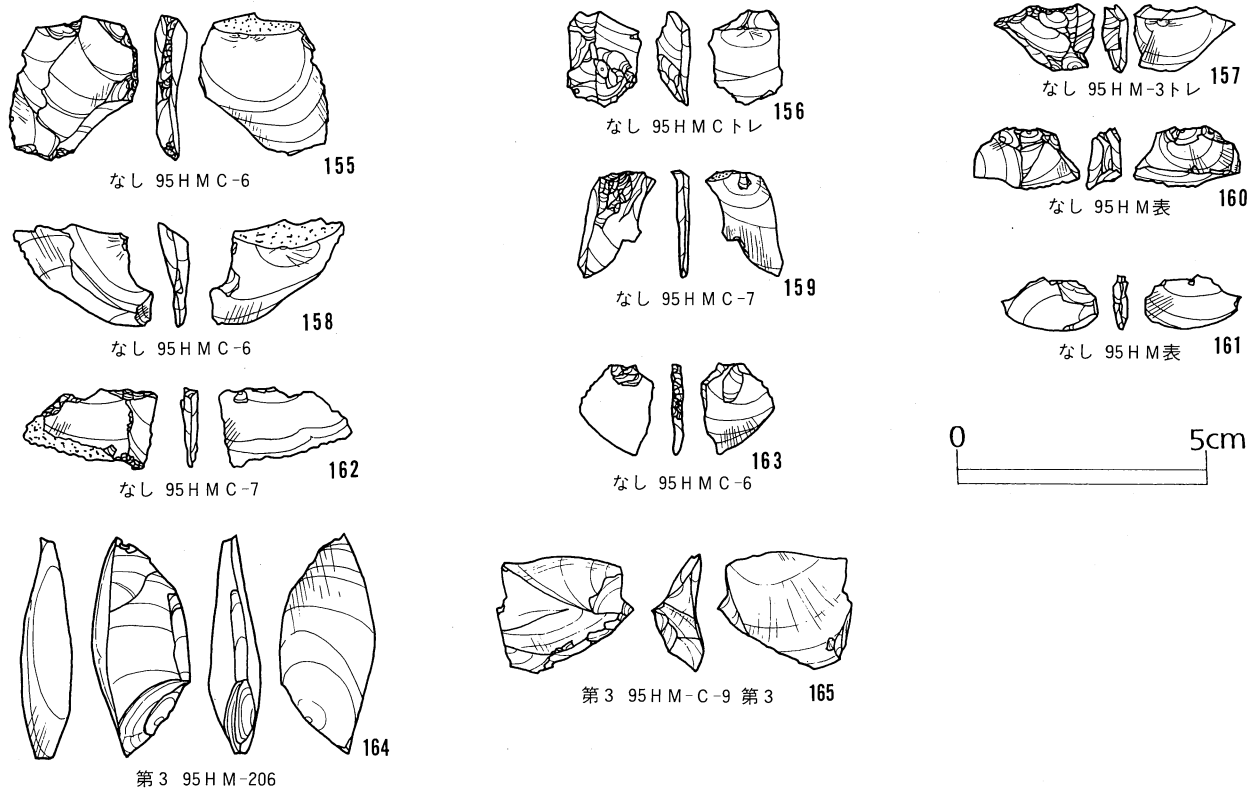 155
なし 95HMC-6
156
なし 95HMCトレ
157
なし 95HM-3トレ
158
なし 95HMC-6
159
なし 95HMC-7
160
なし 95HM表
161
なし 95HM表
162
なし 95HMC-7
163
なし 95HMC-6
0 5cm
164
第3 95HM-206
165
第3 95HM-C-9 第3